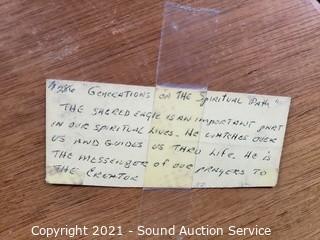 1986 Generations on the Spiritual Path
THE SACRED EAGLE IS AN IMPORTANT PART
IN OUR SPIRITUAL LIVES. HE WATCHES OVER
US AND GUIDES US THRU LIFE. HE IS
THE MESSENGER OF OUR PRAYERS TO
THE CREATOR
Copyright 2021 - Sound Auction Service